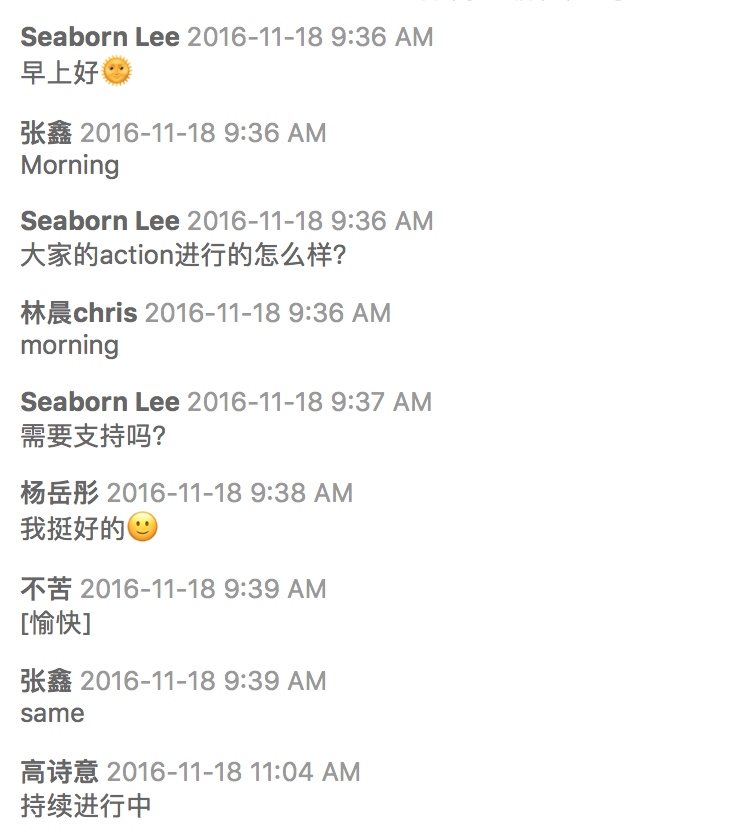 Seaborn Lee 2016-11-18 9:36 AM
早上好🌞
张鑫 2016-11-18 9:36 AM
Morning
Seaborn Lee 2016-11-18 9:36 AM
大家的action进行的怎么样?
林晨chris 2016-11-18 9:36 AM
morning
Seaborn Lee 2016-11-18 9:37 AM
需要支持吗?
杨岳彤 2016-11-18 9:38 AM
我挺好的🙂
不苦 2016-11-18 9:39 AM
[愉快]
张鑫 2016-11-18 9:39 AM
same
高诗意 2016-11-18 11:04 AM
持续进行中